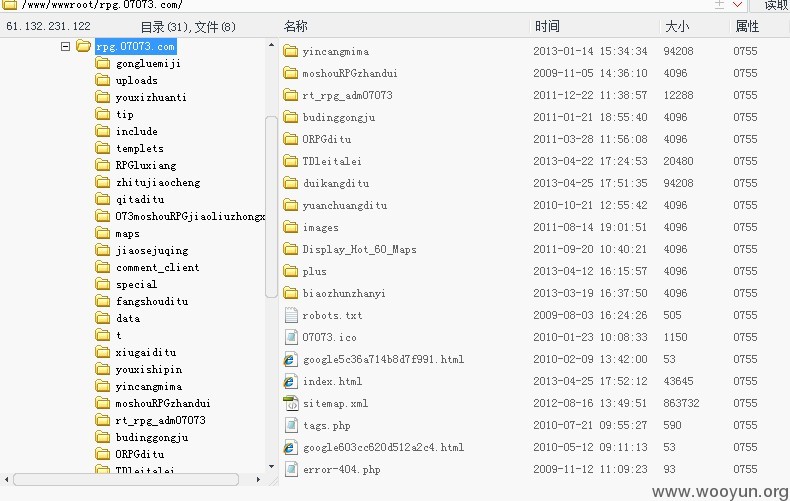 /www/wwwroot/rpg.07073.com/ 读取
61.132.231.122 目录(31),文件(8) 名称 时间 大小 属性
rpg.07073.com
gongluemiji
uploads
youxizhuanti
tip
include
templets
RPGluxiang
zhitujiaocheng
qitaditu
073moshouRPGjiaoliuzhongx
maps
jiaosejuqing
comment_client
special
fangshouditu
data
t
xiugaiditu
youxishipin
yincangmima
moshouRPGzhandui
rt_rpg_adm07073
budinggongju
ORPGditu
TDleitalei
yincangmima 2013-01-14 15:34:34 94208 0755
moshouRPGzhandui 2009-11-05 14:36:10 4096 0755
rt_rpg_adm07073 2011-12-22 11:38:57 12288 0755
budinggongju 2011-01-21 18:55:40 4096 0755
ORPGditu 2011-03-28 11:56:08 4096 0755
TDleitalei 2013-04-22 17:24:53 20480 0755
duikangditu 2013-04-25 17:51:35 94208 0755
yuanchuangditu 2010-10-21 12:55:42 4096 0755
images 2011-08-14 19:01:51 4096 0755
Display_Hot_60_Maps 2011-09-20 10:40:21 4096 0755
plus 2013-04-12 16:15:57 4096 0755
biaozhunzhanyi 2013-03-19 16:37:50 4096 0755
robots.txt 2009-08-03 16:24:26 505 0755
07073.ico 2010-01-23 10:08:33 1150 0755
google5c36a714b8d7f991.html 2010-02-09 13:42:00 53 0755
index.html 2013-04-25 17:52:12 43645 0755
sitemap.xml 2012-08-16 13:49:51 863732 0755
tags.php 2010-07-21 09:55:27 590 0755
google603cc620d512a2c4.html 2010-05-12 09:11:13 53 0755
error-404.php 2009-11-12 11:09:23 93 0755
www.wooyun.org